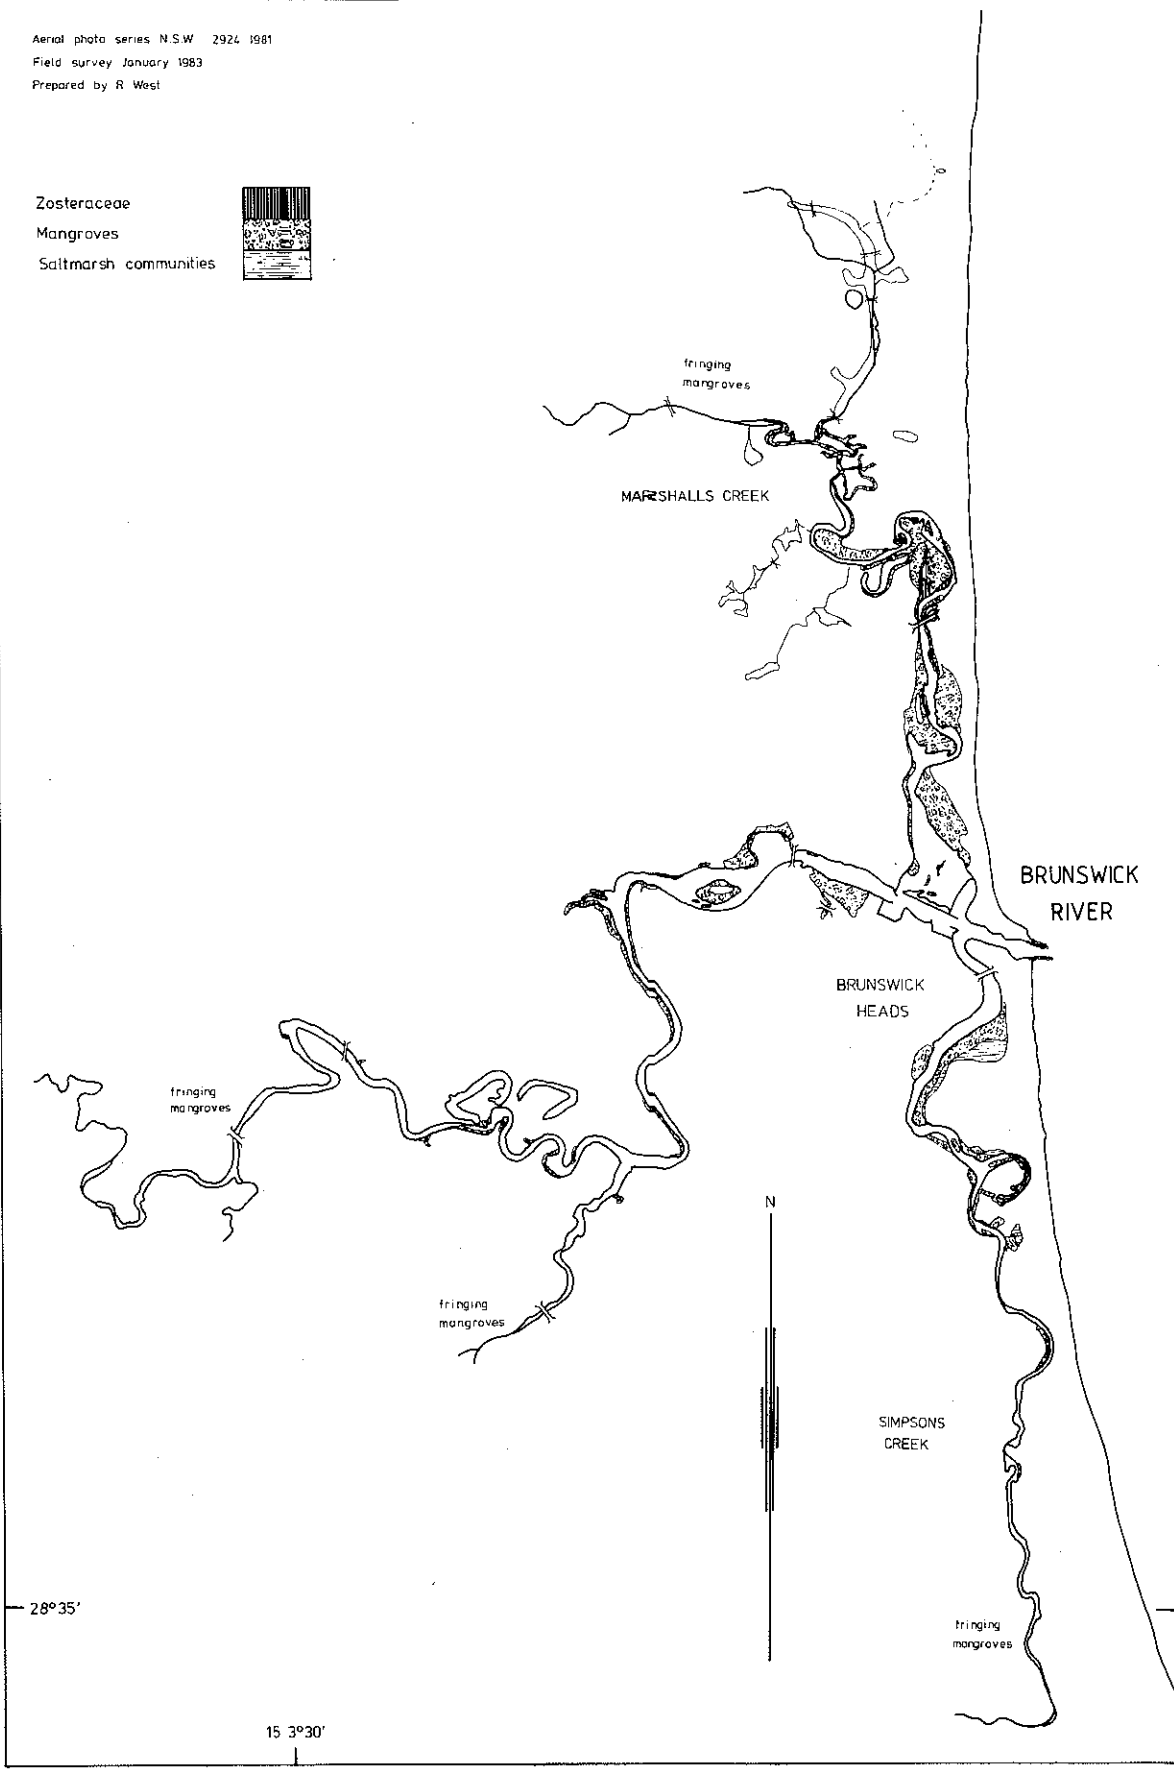 Aerial photo series N.S.W 2924 1981
Field survey January 1983
Prepared by R West
Zosteraceae
Mangroves
Saltmarsh communities
fringing
mangroves
MARSHALLS CREEK
BRUNSWICK
RIVER
BRUNSWICK
HEADS
fringing
mangroves
N
fringing
mangroves
SIMPSONS
CREEK
28°35'
fringing
mangroves
15 3°30'